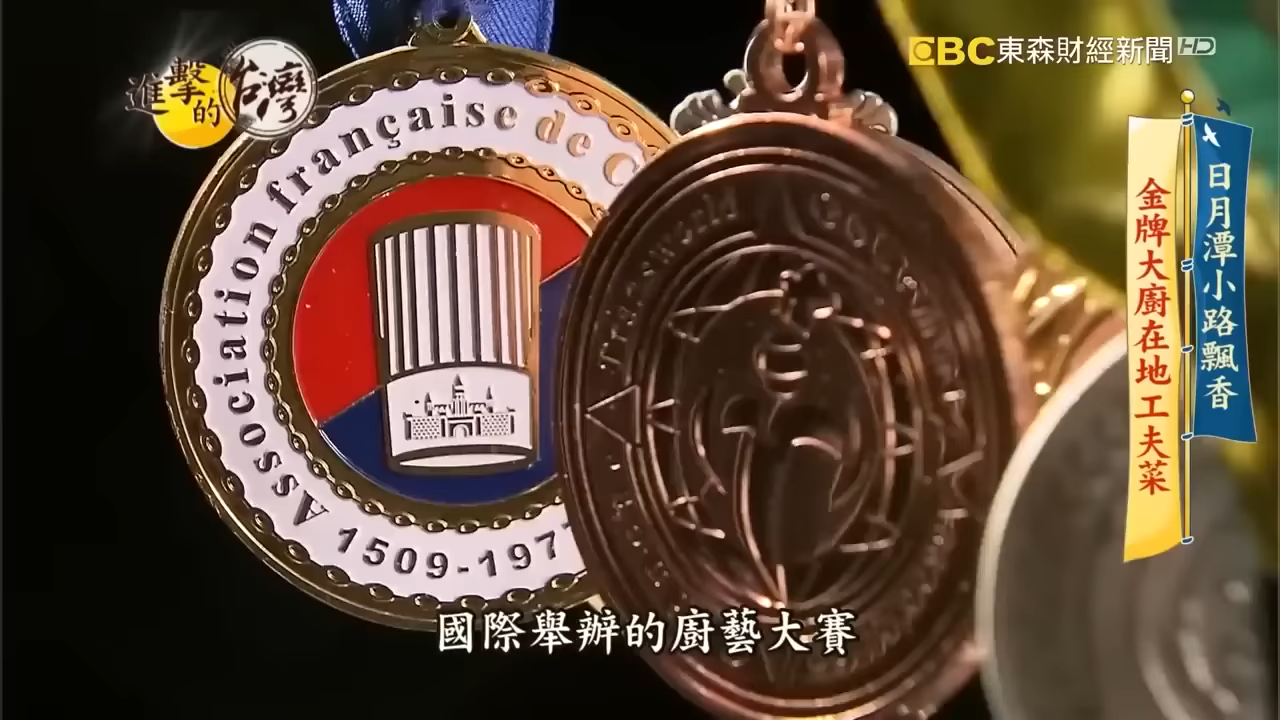 進擊的台灣
EBC東森財經新聞HD
日月潭小路飄香
金牌大廚在地工夫菜
Association française de C
1509-197
Transworld
國際舉辦的廚藝大賽